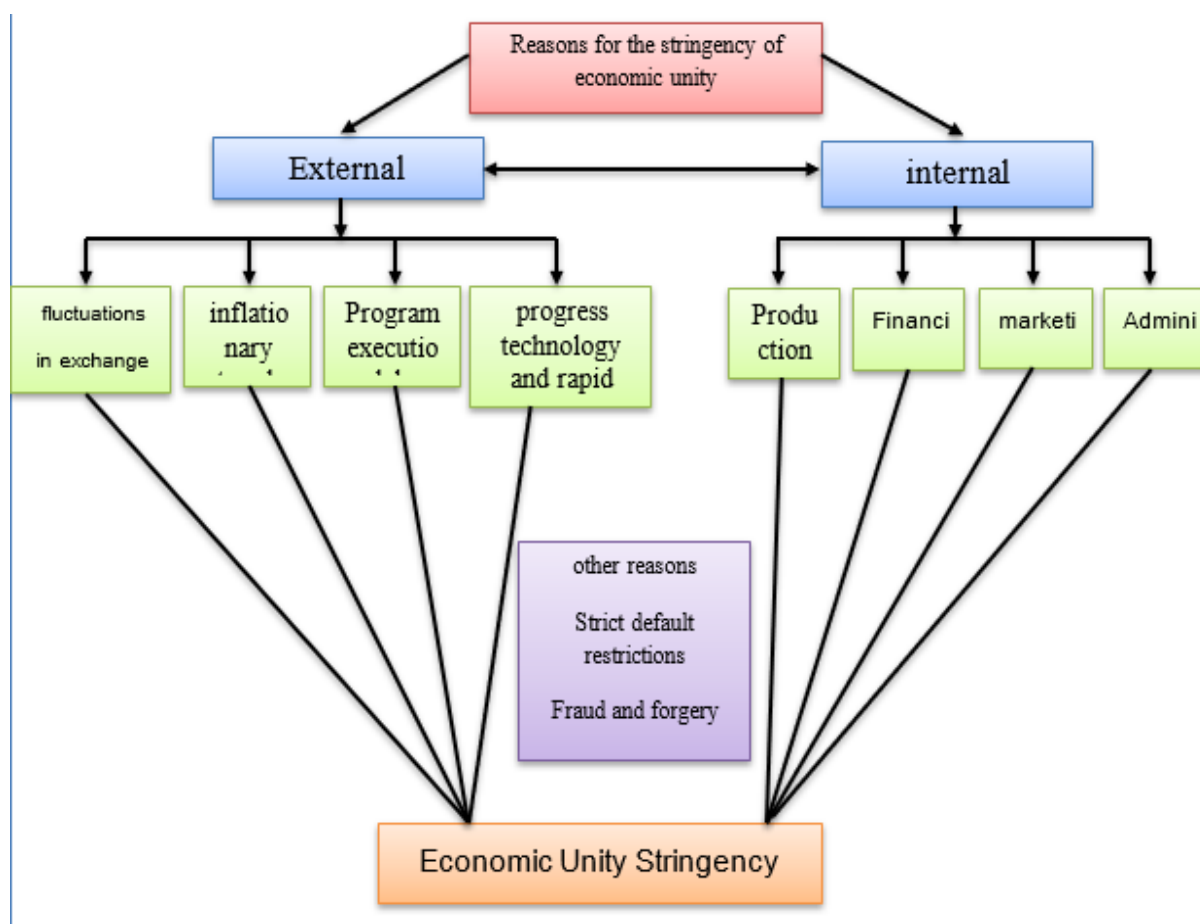 Reasons for the stringency of
economic unity
External
internal
fluctuations
in exchange
inflatio
nary
Program
executio
progress
technology
and rapid
Produ
ction
Financi
marketi
Admini
other reasons
Strict default
restrictions
Fraud and forgery
Economic Unity Stringency